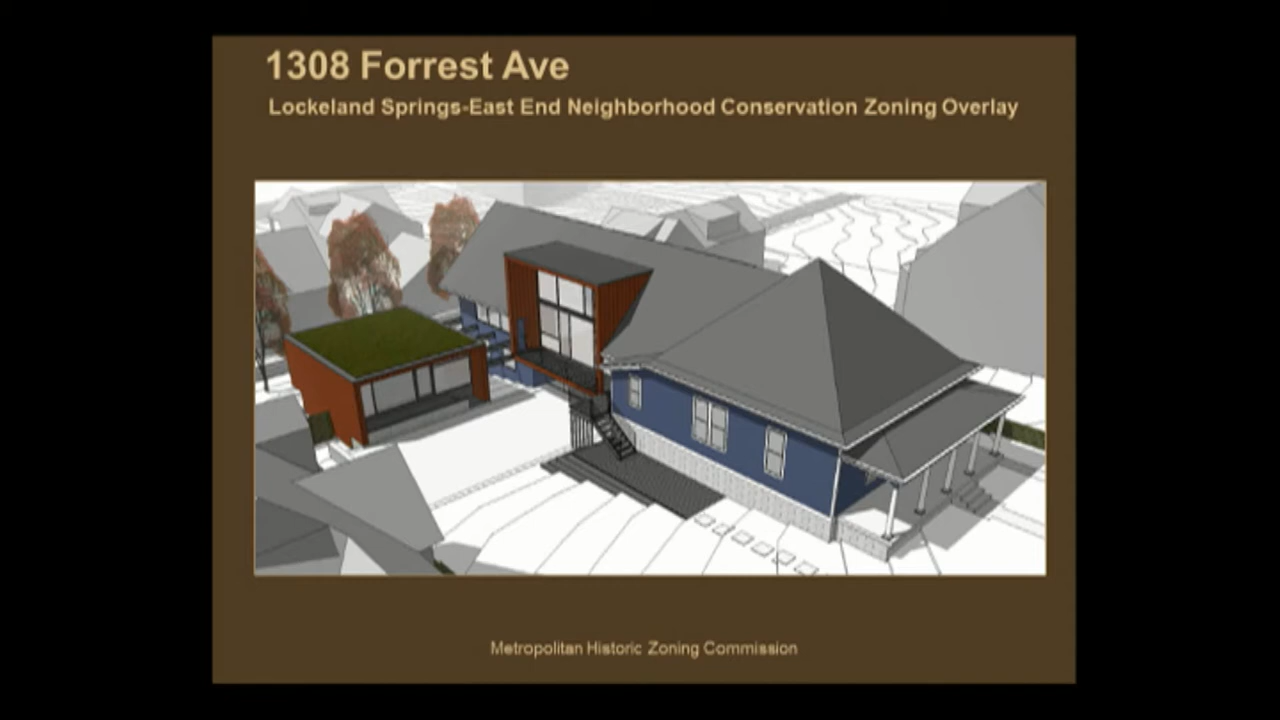 1308 Forrest Ave
Lockeland Springs-East End Neighborhood Conservation Zoning Overlay
Metropolitan Historic Zoning Commission